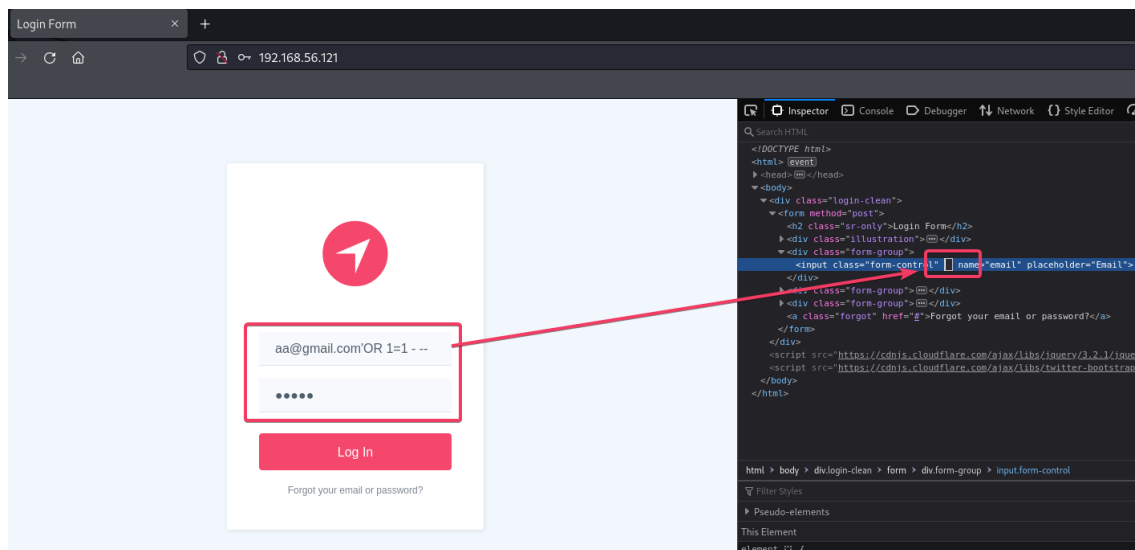 Login Form × +
192.168.56.121
aa@gmail.com'OR 1=1 - --
●●●●●
Log In
Forgot your email or password?
Inspector Console Debugger Network {} Style Editor
Search HTML
<!DOCTYPE html>
<html> event
<head> ••• </head>
<body>
<div class="login-clean">
<form method="post">
<h2 class="sr-only">Login Form</h2>
<div class="illustration"> ••• </div>
<div class="form-group">
<input class="form-control" name="email" placeholder="Email">
</div>
<div class="form-group"> ••• </div>
<div class="form-group"> ••• </div>
<a class="forgot" href="#">Forgot your email or password?</a>
</form>
</div>
<script src="https://cdnjs.cloudflare.com/ajax/libs/jquery/3.2.1/jque
<script src="https://cdnjs.cloudflare.com/ajax/libs/twitter-bootstrap
</body>
</html>
html > body > div.login-clean > form > div.form-group > input.form-control
Filter Styles
Pseudo-elements
This Element
element {